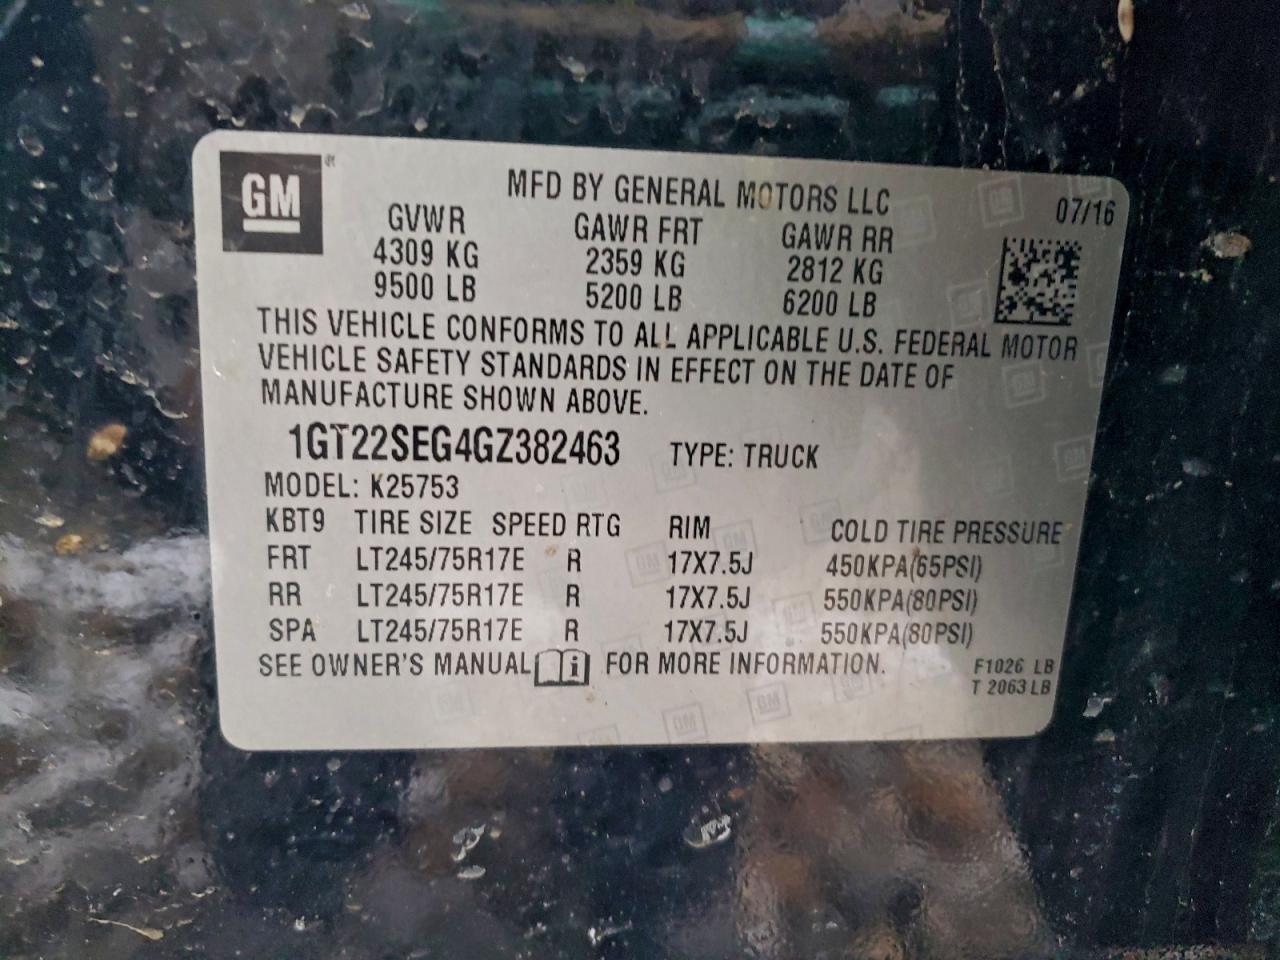 GM
MFD BY GENERAL MOTORS LLC
07/16
GVWR GAWR FRT GAWR RR
4309 KG 2359 KG 2812 KG
9500 LB 5200 LB 6200 LB
THIS VEHICLE CONFORMS TO ALL APPLICABLE U.S. FEDERAL MOTOR
VEHICLE SAFETY STANDARDS IN EFFECT ON THE DATE OF
MANUFACTURE SHOWN ABOVE.
1GT22SEG4GZ382463 TYPE: TRUCK
MODEL: K25753
KBT9 TIRE SIZE SPEED RTG RIM COLD TIRE PRESSURE
FRT LT245/75R17E R 17X7.5J 450KPA(65PSI)
RR LT245/75R17E R 17X7.5J 550KPA(80PSI)
SPA LT245/75R17E R 17X7.5J 550KPA(80PSI)
SEE OWNER'S MANUAL i FOR MORE INFORMATION.
F1026 LB
T 2063 LB